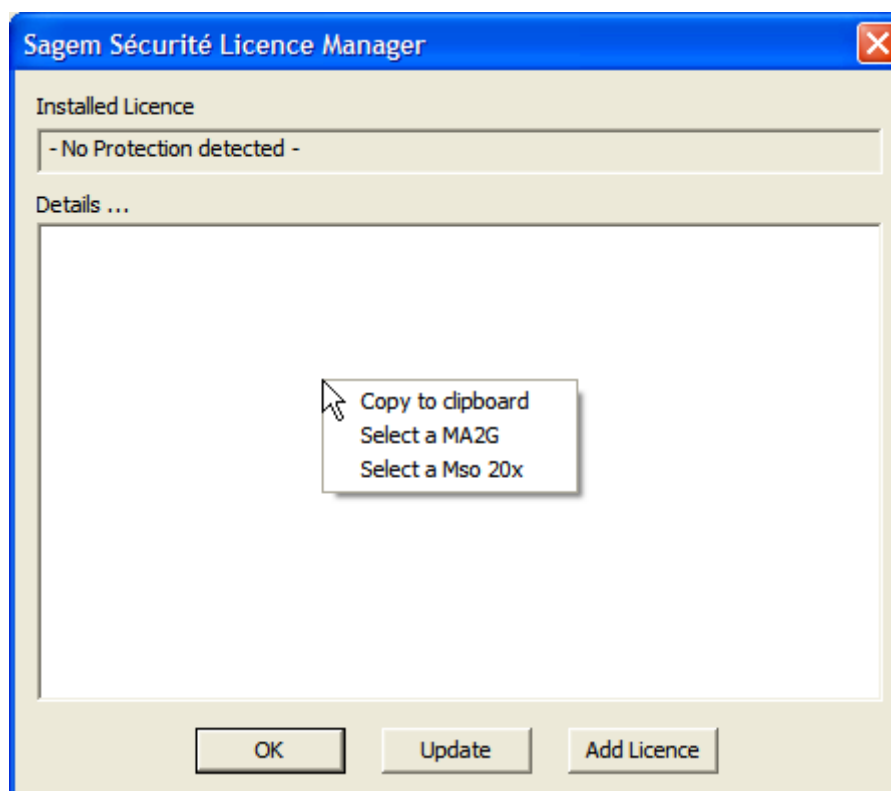 Sagem Sécurité Licence Manager
Installed Licence
- No Protection detected -
Details ...
Copy to clipboard
Select a MA2G
Select a Mso 20x
OK Update Add Licence